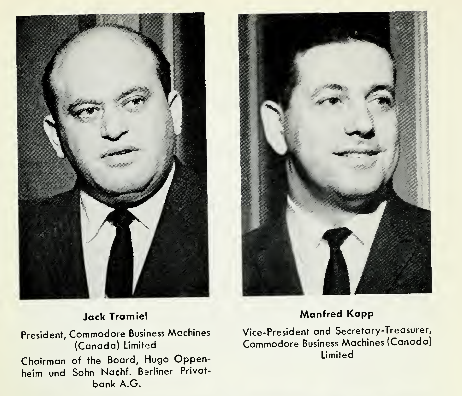 Jack Tramiel
President, Commodore Business Machines
(Canada) Limited
Chairman of the Board, Hugo Oppen-
heim und Sohn Nachf. Berliner Privat-
bank A.G.
Manfred Kapp
Vice-President and Secretary-Treasurer,
Commodore Business Machines (Canada)
Limited